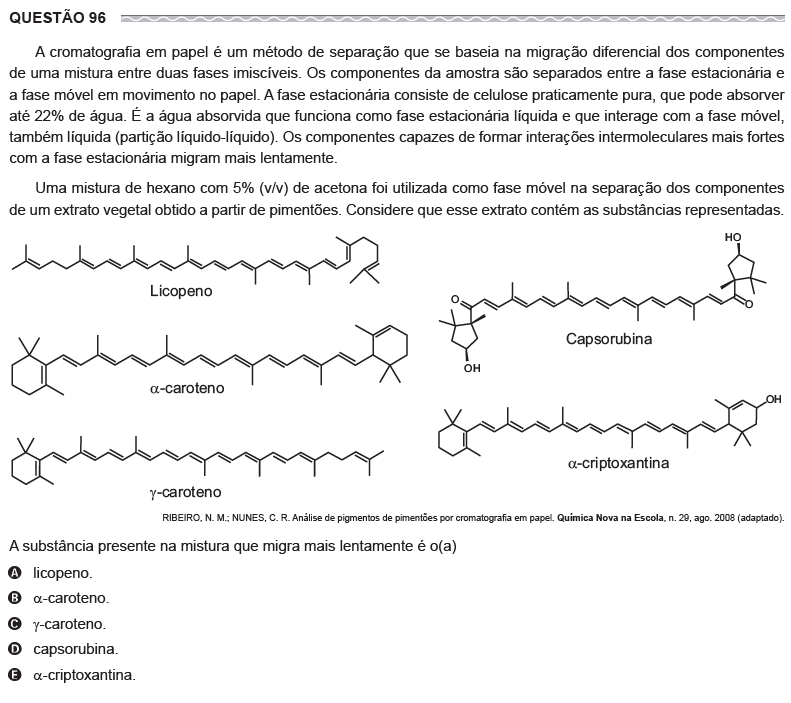 QUESTÃO 96
A cromatografia em papel é um método de separação que se baseia na migração diferencial dos componentes
de uma mistura entre duas fases imiscíveis. Os componentes da amostra são separados entre a fase estacionária e
a fase móvel em movimento no papel. A fase estacionária consiste de celulose praticamente pura, que pode absorver
até 22% de água. É a água absorvida que funciona como fase estacionária líquida e que interage com a fase móvel,
também líquida (partição líquido-líquido). Os componentes capazes de formar interações intermoleculares mais fortes
com a fase estacionária migram mais lentamente.
Uma mistura de hexano com 5% (v/v) de acetona foi utilizada como fase móvel na separação dos componentes
de um extrato vegetal obtido a partir de pimentões. Considere que esse extrato contém as substâncias representadas.
Licopeno
HO
O
O
OH
Capsorubina
α-caroteno
OH
α-criptoxantina
γ-caroteno
RIBEIRO, N. M.; NUNES, C. R. Análise de pigmentos de pimentões por cromatografia em papel. Química Nova na Escola, n. 29, ago. 2008 (adaptado).
A substância presente na mistura que migra mais lentamente é o(a)
A licopeno.
B α-caroteno.
C γ-caroteno.
D capsorubina.
E α-criptoxantina.